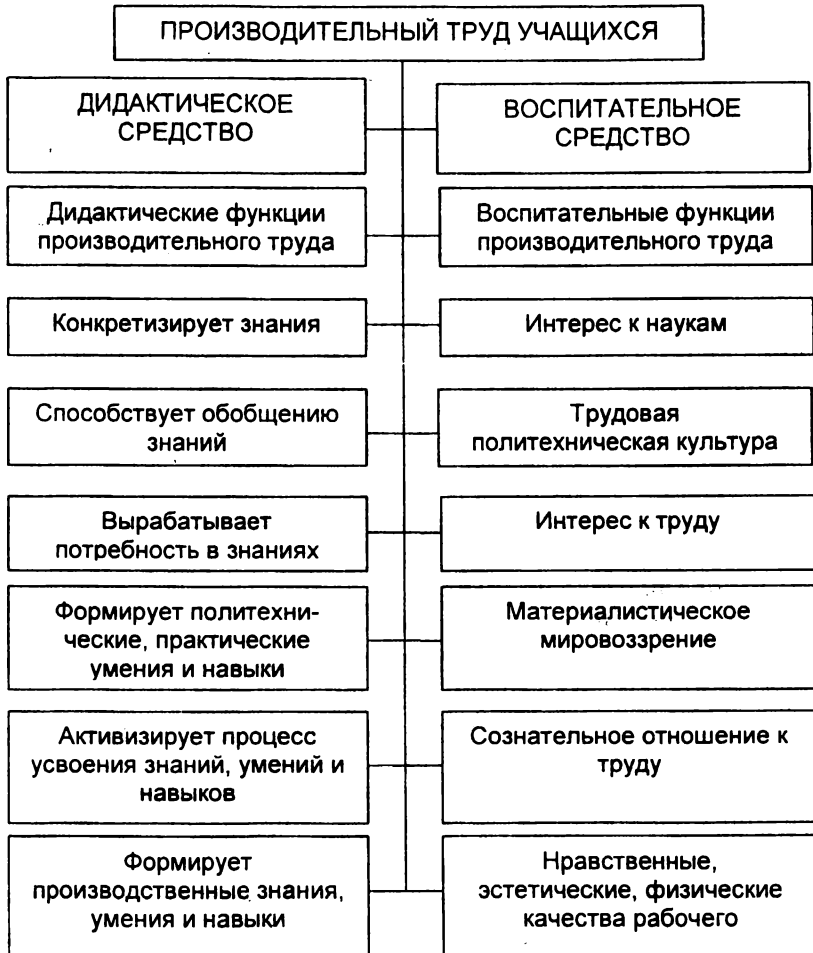 ПРОИЗВОДИТЕЛЬНЫЙ ТРУД УЧАЩИХСЯ
ДИДАКТИЧЕСКОЕ
СРЕДСТВО
ВОСПИТАТЕЛЬНОЕ
СРЕДСТВО
Дидактические функции
производительного труда
Воспитательные функции
производительного труда
Конкретизирует знания
Интерес к наукам
Способствует обобщению
знаний
Трудовая
политехническая культура
Вырабатывает
потребность в знаниях
Интерес к труду
Формирует политехни-
ческие, практические
умения и навыки
Материалистическое
мировоззрение
Активизирует процесс
усвоения знаний, умений и
навыков
Сознательное отношение к
труду
Формирует
производственные знания,
умения и навыки
Нравственные,
эстетические, физические
качества рабочего